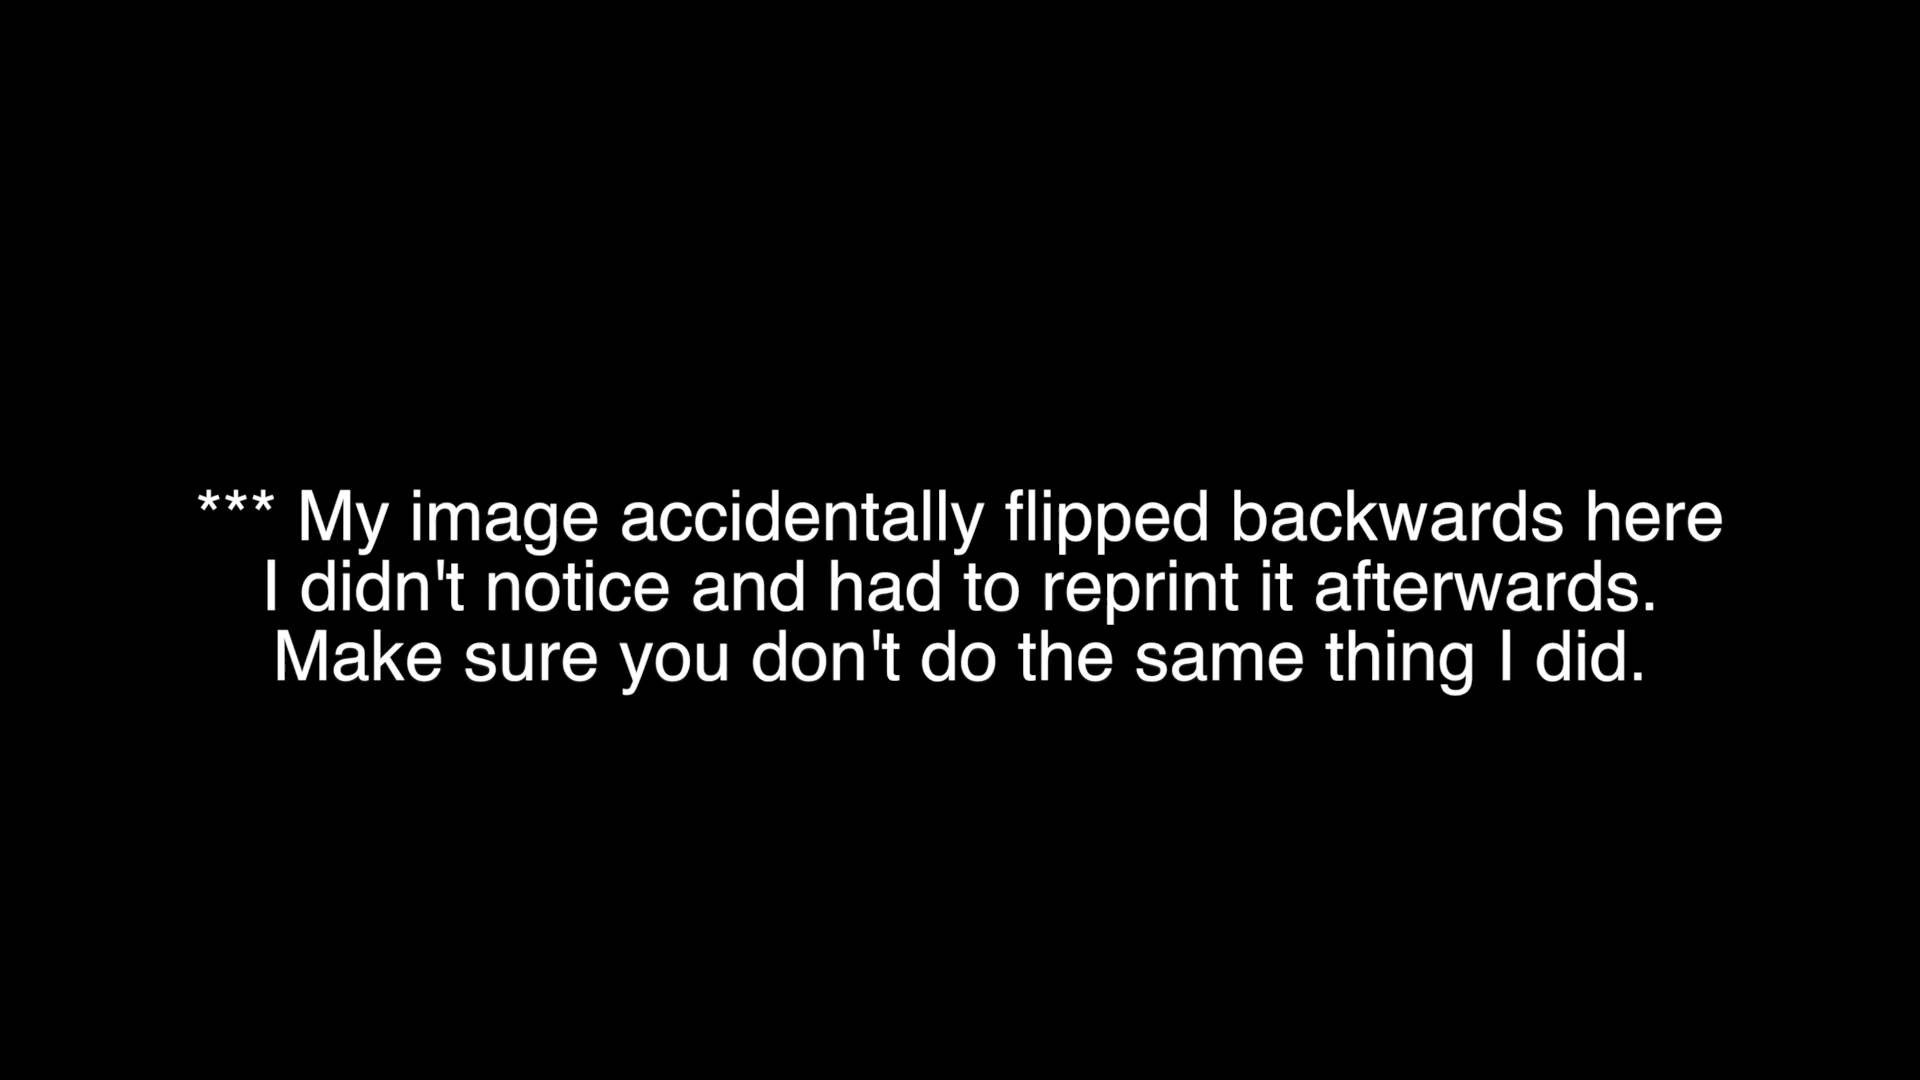 *** My image accidentally flipped backwards here
I didn't notice and had to reprint it afterwards.
Make sure you don't do the same thing I did.